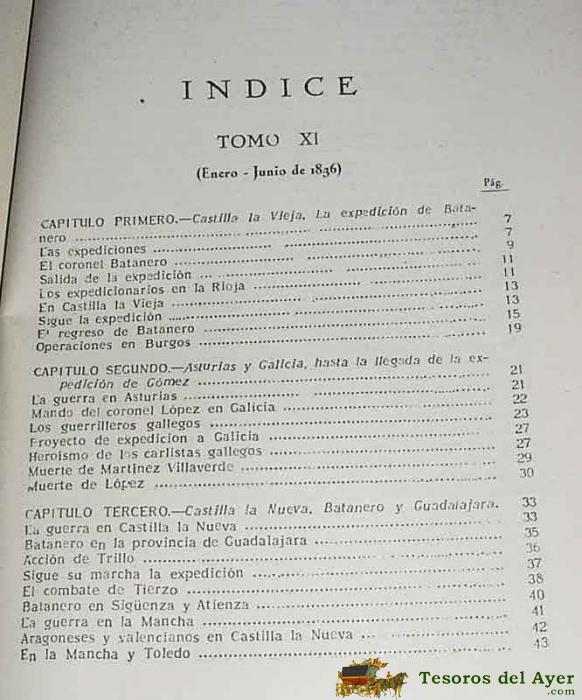 INDICE
TOMO XI
(Enero - Junio de 1836)
Pág.
CAPITULO PRIMERO.—Castilla la Vieja. La expedición de Bata-
nero ... 7
Las expediciones ... 7
El coronel Batanero ... 9
Salida de la expedición ... 11
Los expedicionarios en la Rioja ... 11
En Castilla la Vieja ... 13
Sigue la expedición ... 13
El regreso de Batanero ... 15
Operaciones en Burgos ... 19
CAPITULO SEGUNDO.—Asturias y Galicia, hasta la llegada de la ex-
pedición de Gómez ... 21
La guerra en Asturias ... 21
Mando del coronel López en Galicia ... 22
Los guerrilleros gallegos ... 23
Proyecto de expedición a Galicia ... 27
Heroísmo de los carlistas gallegos ... 27
Muerte de Martínez Villaverde ... 29
Muerte de López ... 30
CAPITULO TERCERO.—Castilla la Nueva. Batanero y Guadalajara. 33
La guerra en Castilla la Nueva ... 33
Batanero en la provincia de Guadalajara ... 35
Acción de Trillo ... 36
Sigue su marcha la expedición ... 37
El combate de Tierzo ... 38
Batanero en Sigüenza y Atienza ... 40
La guerra en la Mancha ... 41
Aragoneses y valencianos en Castilla la Nueva ... 42
En la Mancha y Toledo ... 43
Tesoros del Ayer
.com